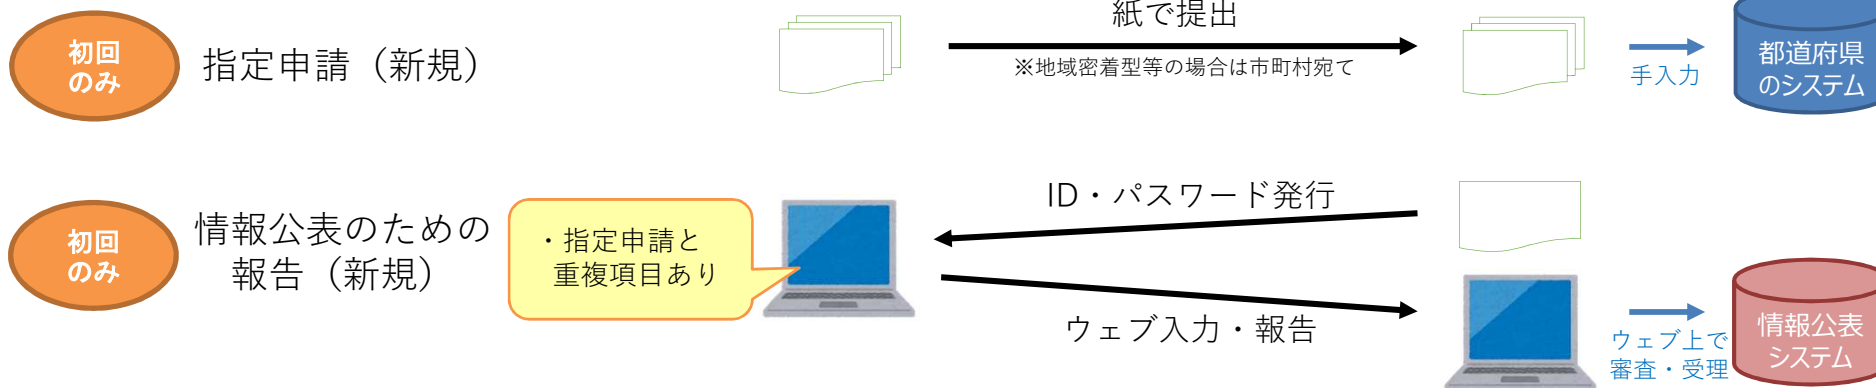 初回
のみ
指定申請（新規）
紙で提出
※地域密着型等の場合は市町村宛て
手入力
都道府県
のシステム
初回
のみ
情報公表のための
報告（新規）
・指定申請と
重複項目あり
ID・パスワード発行
ウェブ入力・報告
ウェブ上で
審査・受理
情報公表
システム